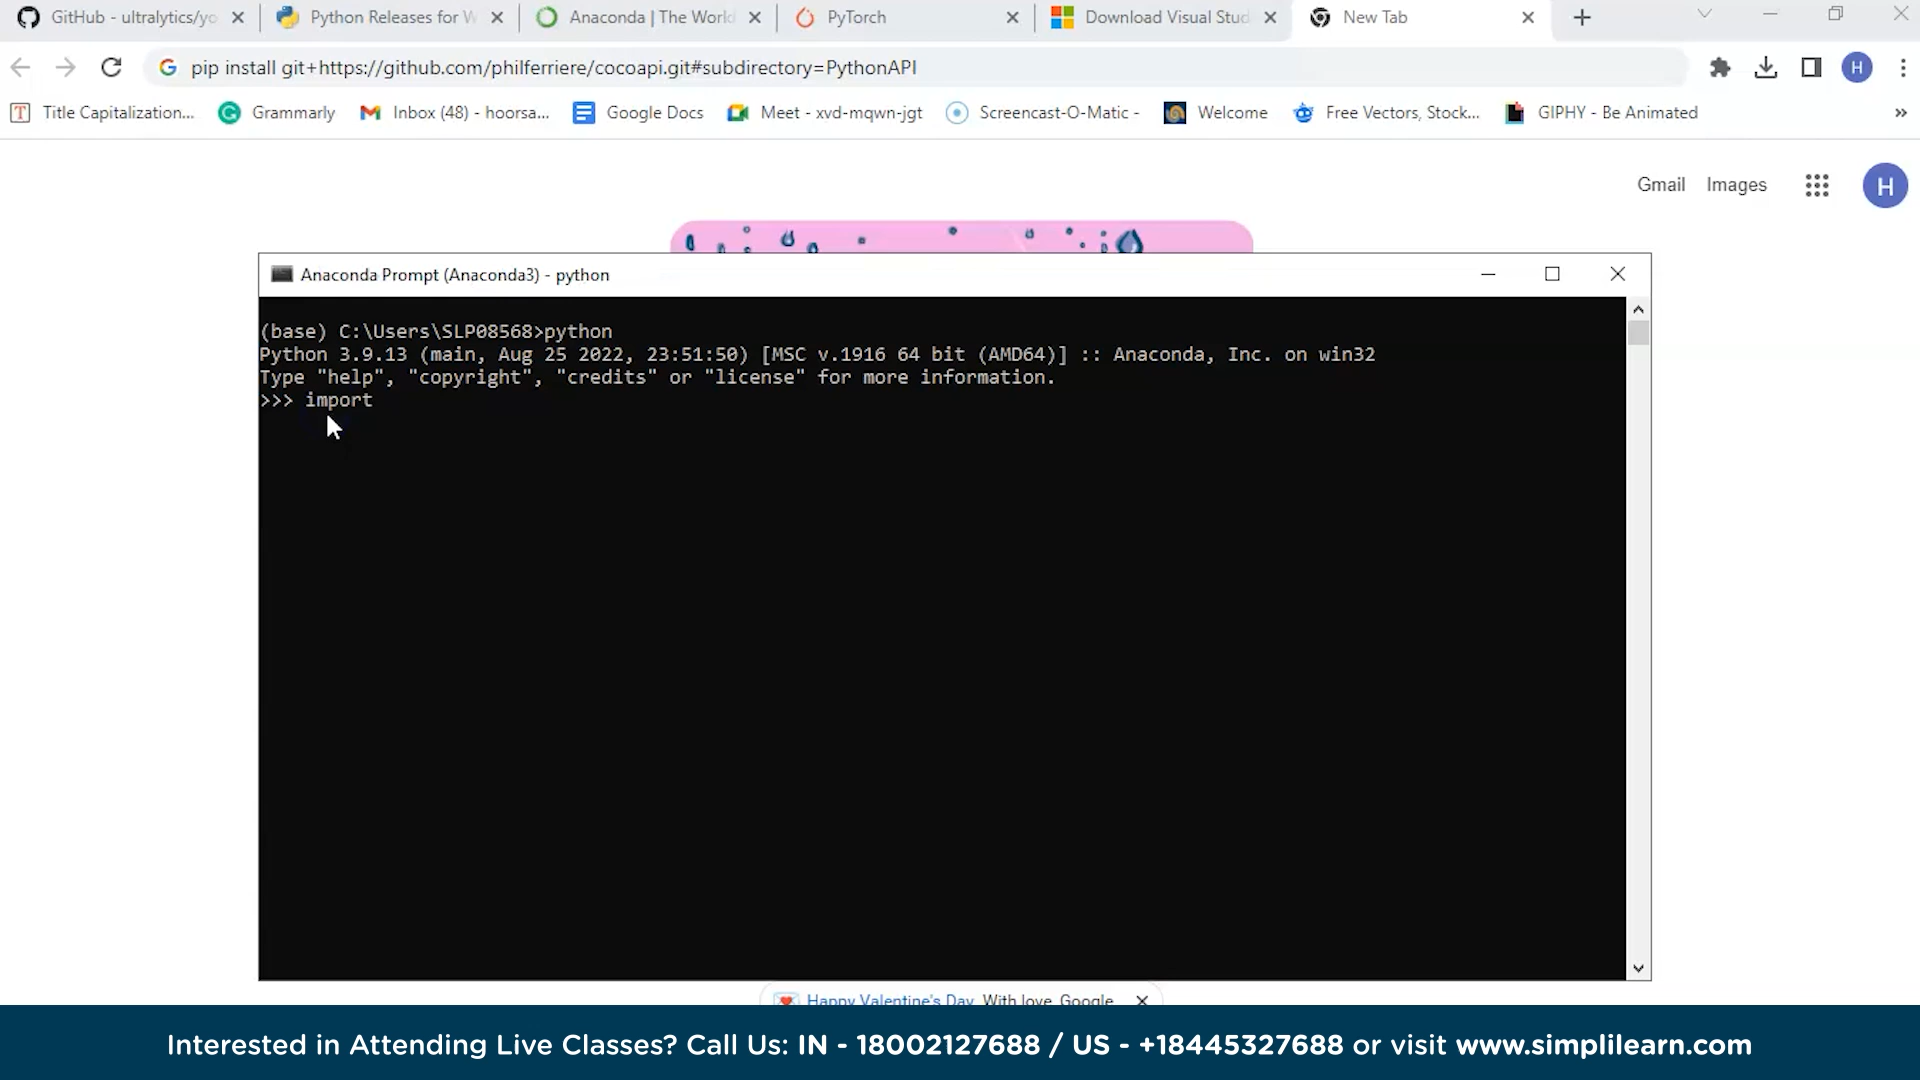 GitHub - ultralytics/yo
Python Releases for W
Anaconda | The World
PyTorch
Download Visual Stud
New Tab
pip install git+https://github.com/philferriere/cocoapi.git#subdirectory=PythonAPI
H
Title Capitalization...
Grammarly
Inbox (48) - hoorsa...
Google Docs
Meet - xvd-mqwn-jgt
Screencast-O-Matic -
Welcome
Free Vectors, Stock...
GIPHY - Be Animated
»
Gmail
Images
H
Anaconda Prompt (Anaconda3) - python
(base) C:\Users\SLP08568>python
Python 3.9.13 (main, Aug 25 2022, 23:51:50) [MSC v.1916 64 bit (AMD64)] :: Anaconda, Inc. on win32
Type "help", "copyright", "credits" or "license" for more information.
>>> import
Happy Valentine's Day. With love, Google
Interested in Attending Live Classes? Call Us: IN - 18002127688 / US - +18445327688 or visit www.simplilearn.com